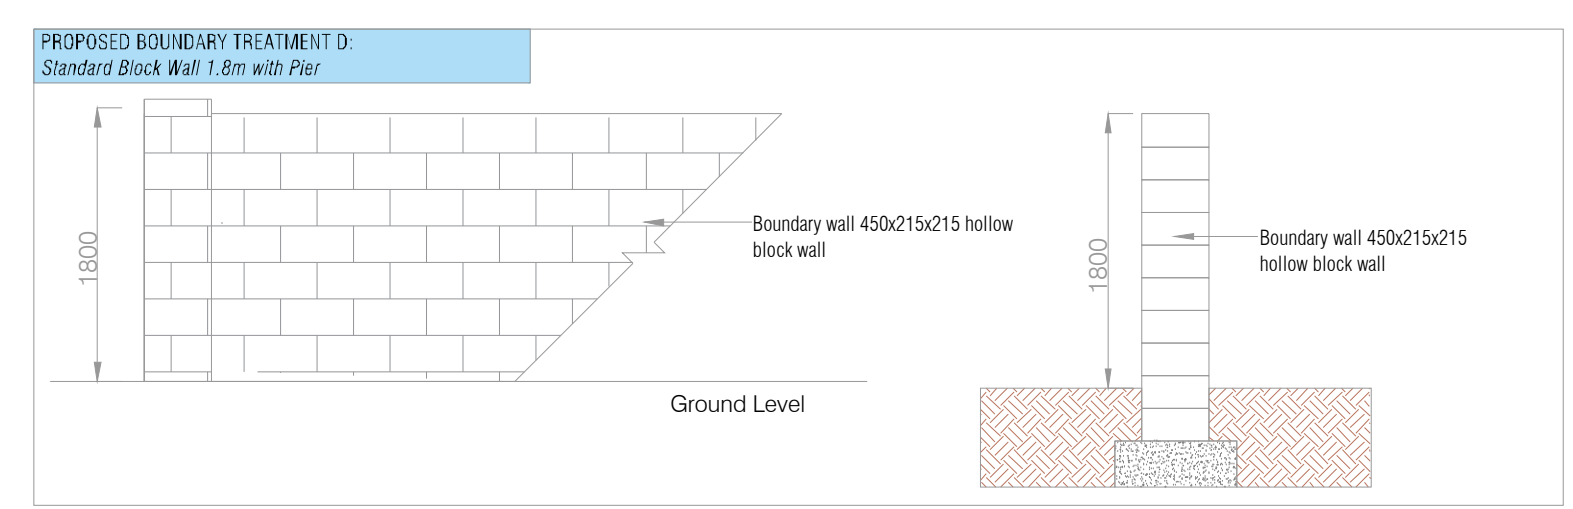 PROPOSED BOUNDARY TREATMENT D:
Standard Block Wall 1.8m with Pier
1800
Boundary wall 450x215x215 hollow
block wall
Ground Level
1800
Boundary wall 450x215x215
hollow block wall